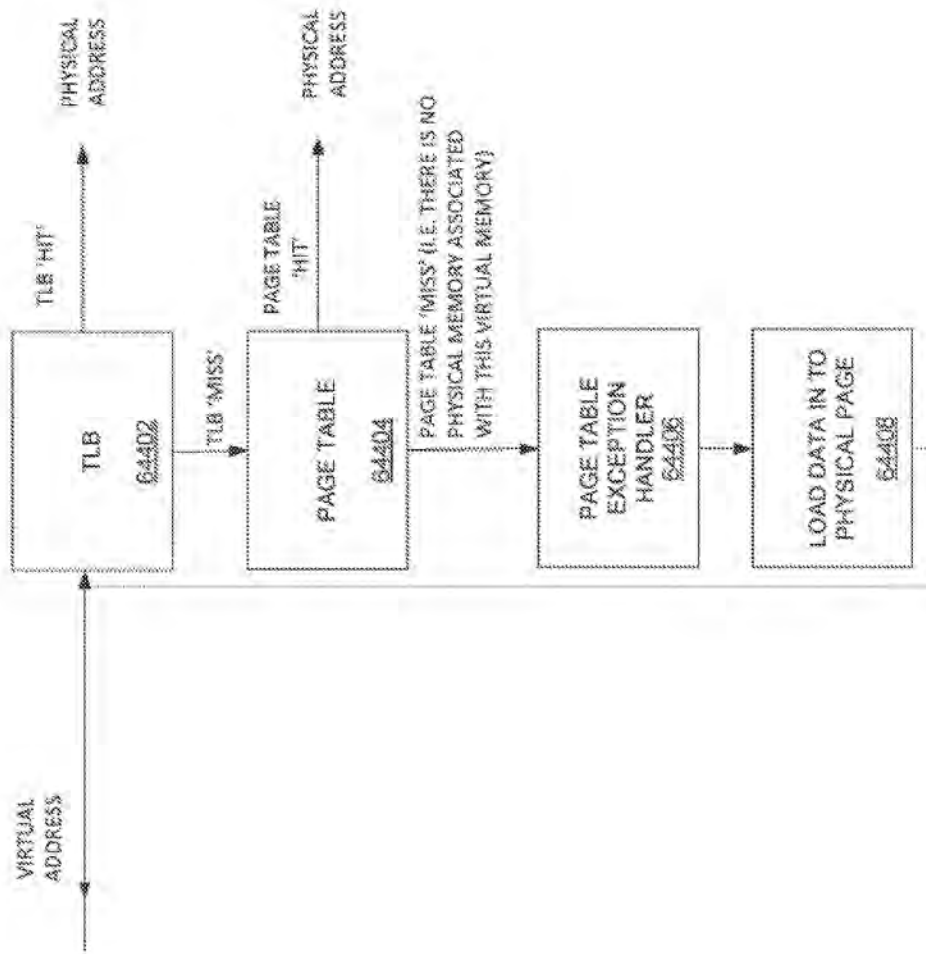 VIRTUAL
ADDRESS
TLB
64402
TLB 'HIT'
PHYSICAL
ADDRESS
TLB 'MISS'
PAGE TABLE
64404
PAGE TABLE
'HIT'
PHYSICAL
ADDRESS
PAGE TABLE 'MISS' (I.E. THERE IS NO
PHYSICAL MEMORY ASSOCIATED
WITH THIS VIRTUAL MEMORY)
PAGE TABLE
EXCEPTION
HANDLER
64406
LOAD DATA IN TO
PHYSICAL PAGE
64408